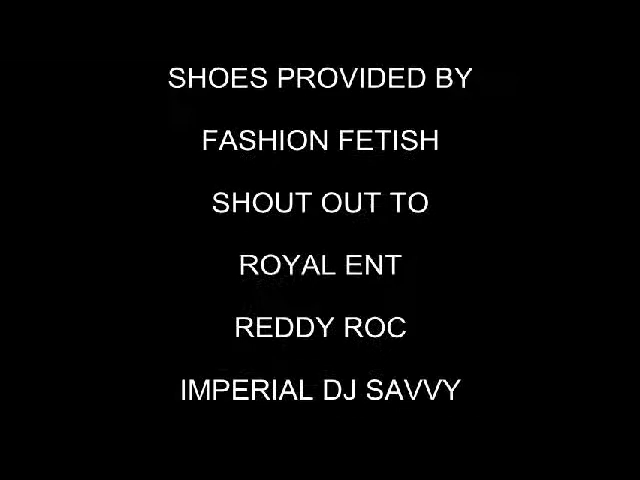 SHOES PROVIDED BY
FASHION FETISH
SHOUT OUT TO
ROYAL ENT
REDDY ROC
IMPERIAL DJ SAVVY